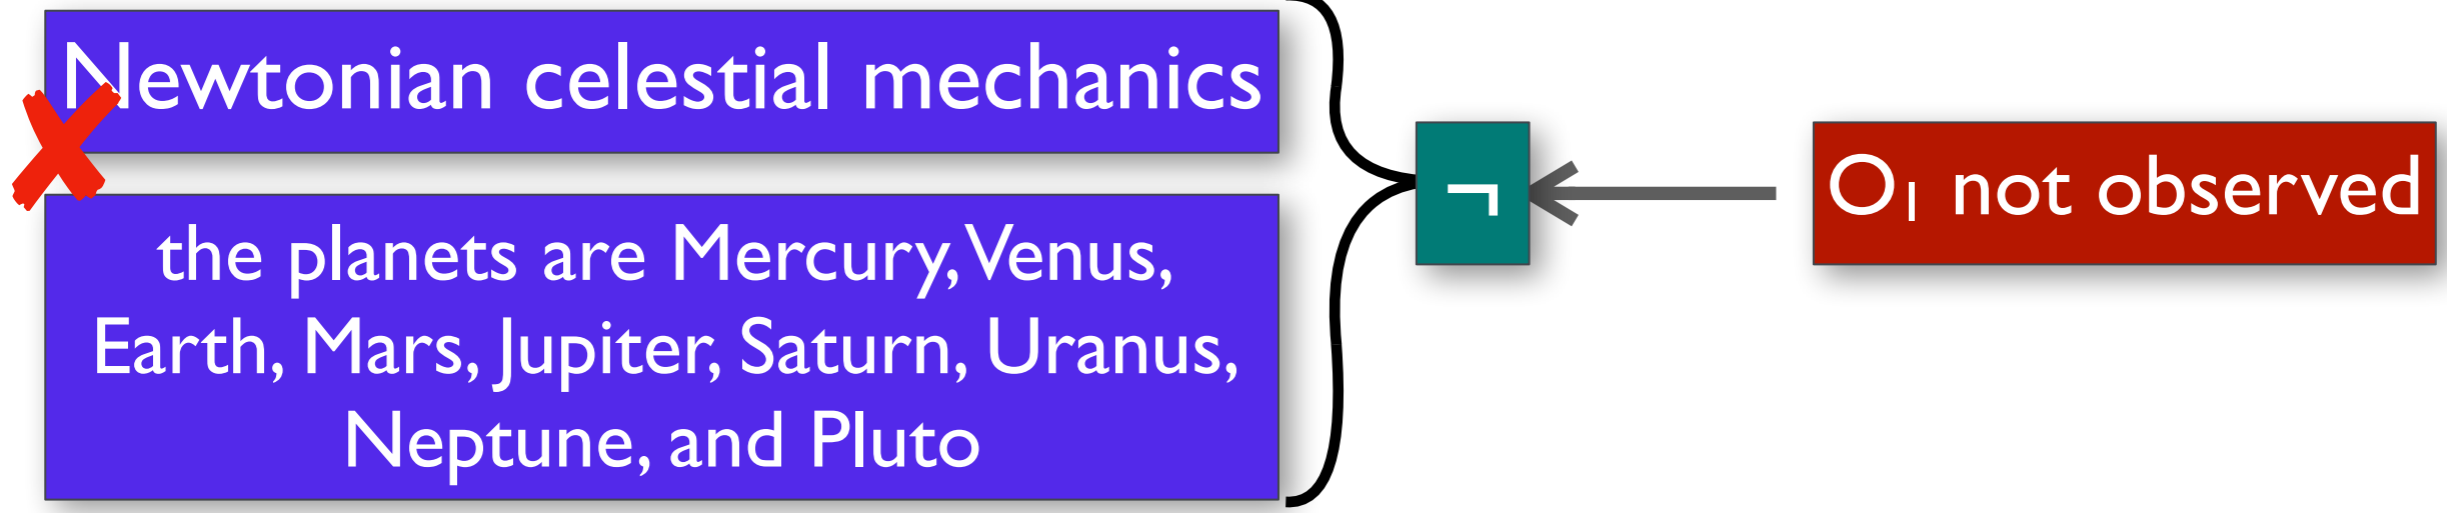 Newtonian celestial mechanics
the planets are Mercury, Venus,
Earth, Mars, Jupiter, Saturn, Uranus,
Neptune, and Pluto
¬
O₁ not observed